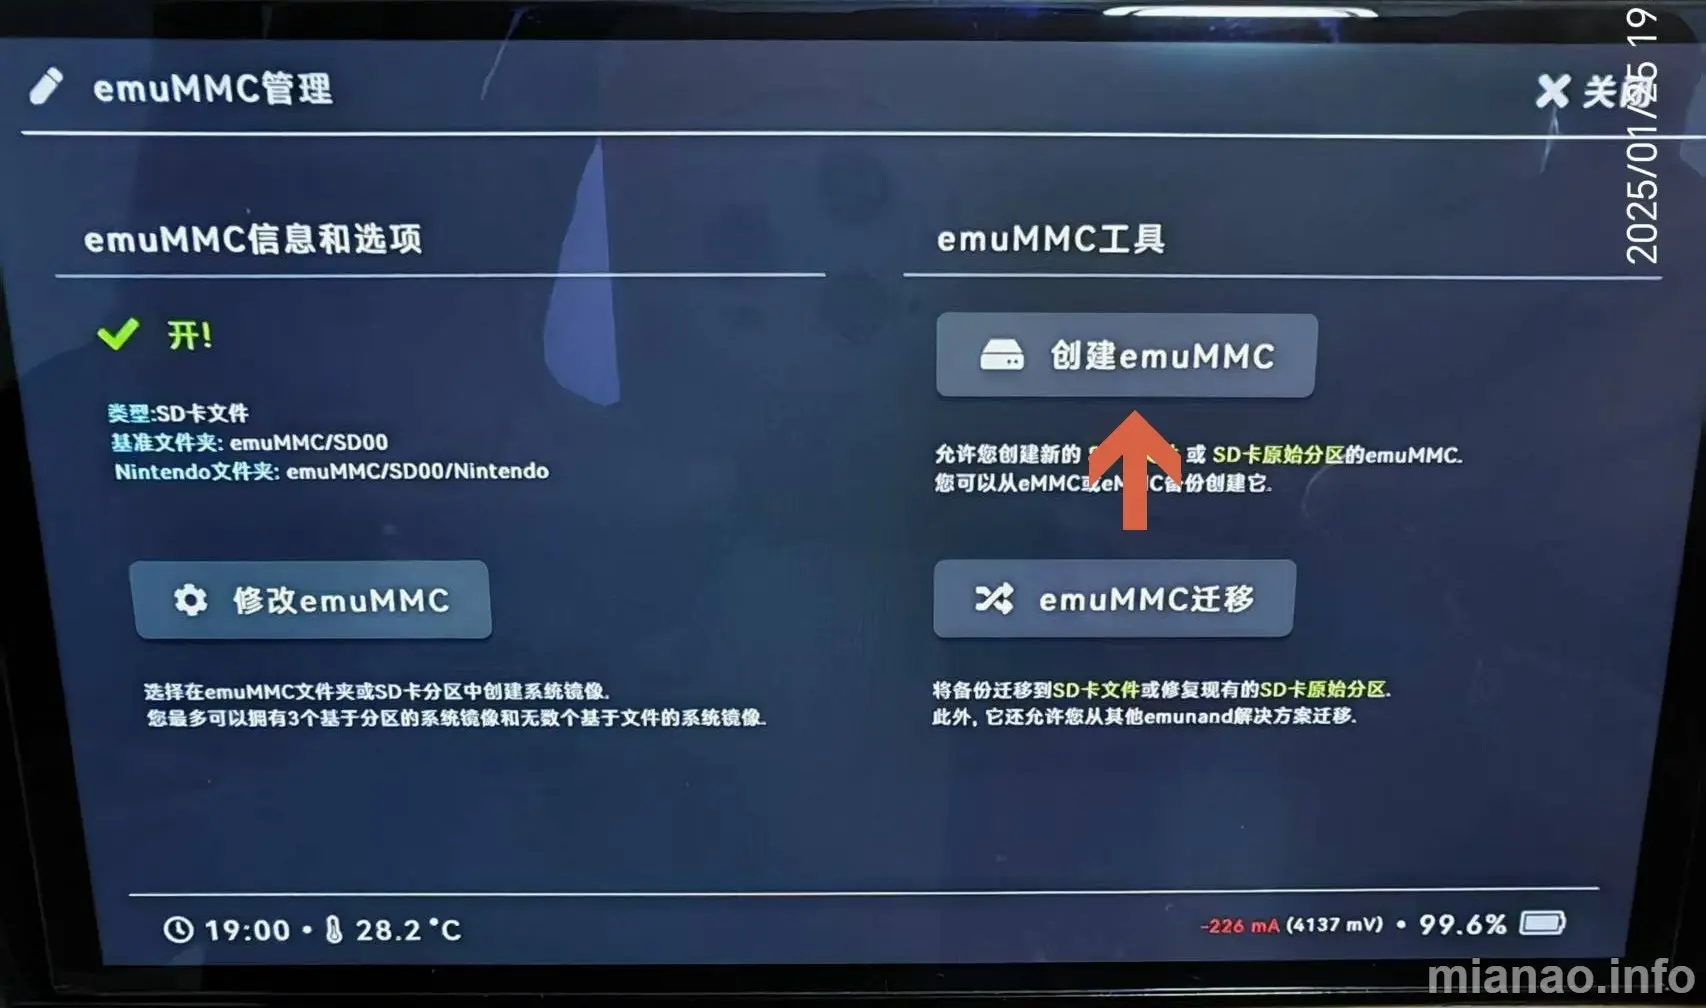 emuMMC管理
关闭
2025/01/25 19
emuMMC信息和选项
开!
类型:SD卡文件
基准文件夹: emuMMC/SD00
Nintendo文件夹: emuMMC/SD00/Nintendo
修改emuMMC
选择在emuMMC文件夹或SD卡分区中创建系统镜像.
您最多可以拥有3个基于分区的系统镜像和无数个基于文件的系统镜像.
emuMMC工具
创建emuMMC
允许您创建新的 或 SD卡原始分区的emuMMC.
您可以从eMMC或eMMC备份创建它.
emuMMC迁移
将备份迁移到SD卡文件或修复现有的SD卡原始分区.
此外, 它还允许您从其他emunand解决方案迁移.
19:00 • 28.2 °C
-226 mA (4137 mV) • 99.6%
mianao.info